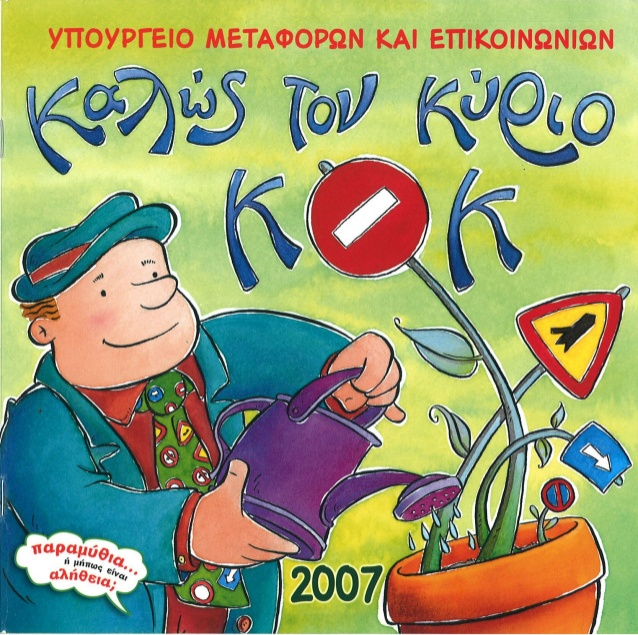 ΥΠΟΥΡΓΕΙΟ ΜΕΤΑΦΟΡΩΝ ΚΑΙ ΕΠΙΚΟΙΝΩΝΙΩΝ
Καλώς τον κύριο
ΚΟΚ
παραμύθια...
ή μήπως είναι
αλήθεια;
2007